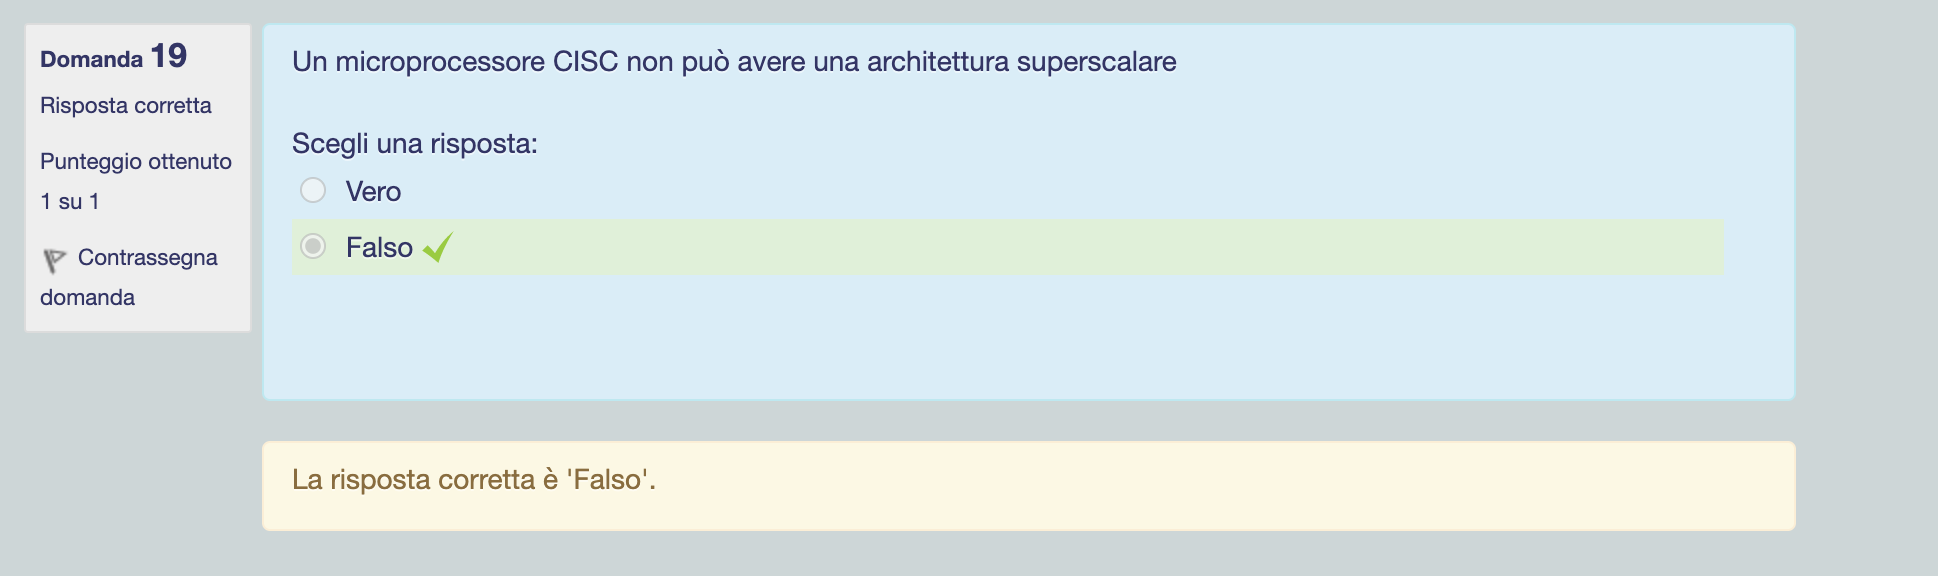 Domanda 19
Risposta corretta
Punteggio ottenuto
1 su 1
Contrassegna
domanda
Un microprocessore CISC non può avere una architettura superscalare
Scegli una risposta:
Vero
Falso
La risposta corretta è 'Falso'.